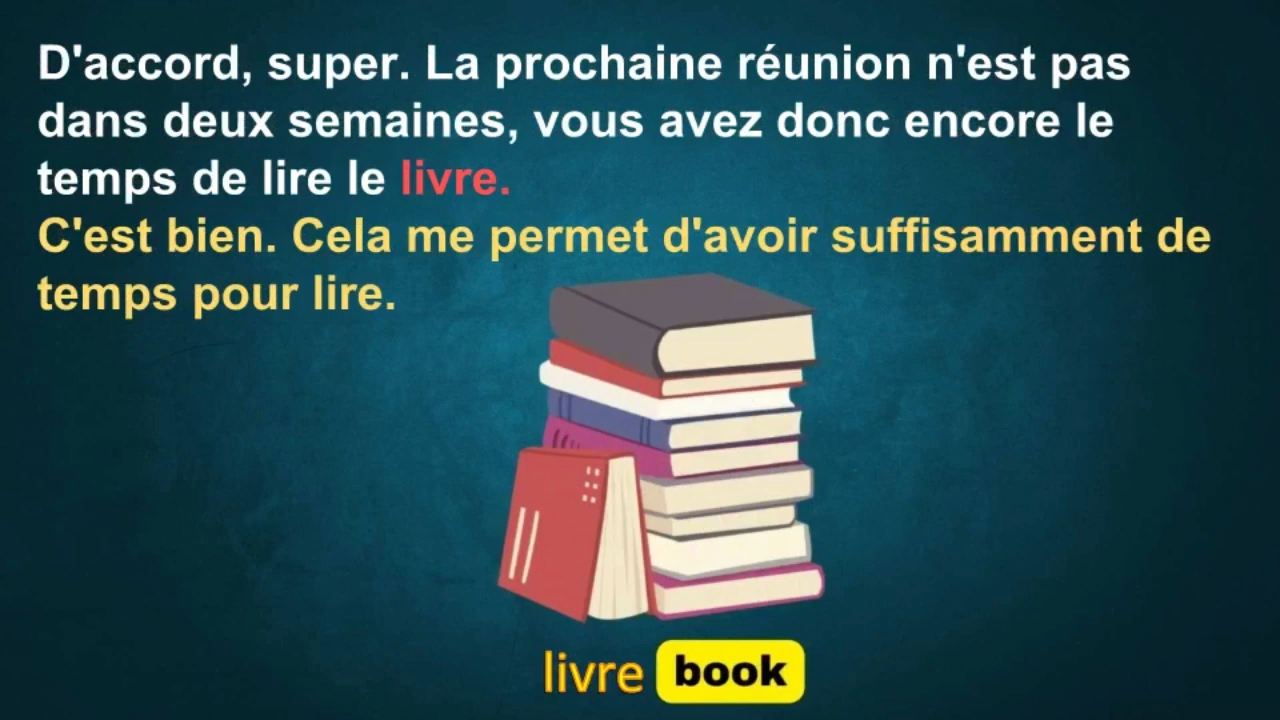 D'accord, super. La prochaine réunion n'est pas
dans deux semaines, vous avez donc encore le
temps de lire le livre.
C'est bien. Cela me permet d'avoir suffisamment de
temps pour lire.
livre book